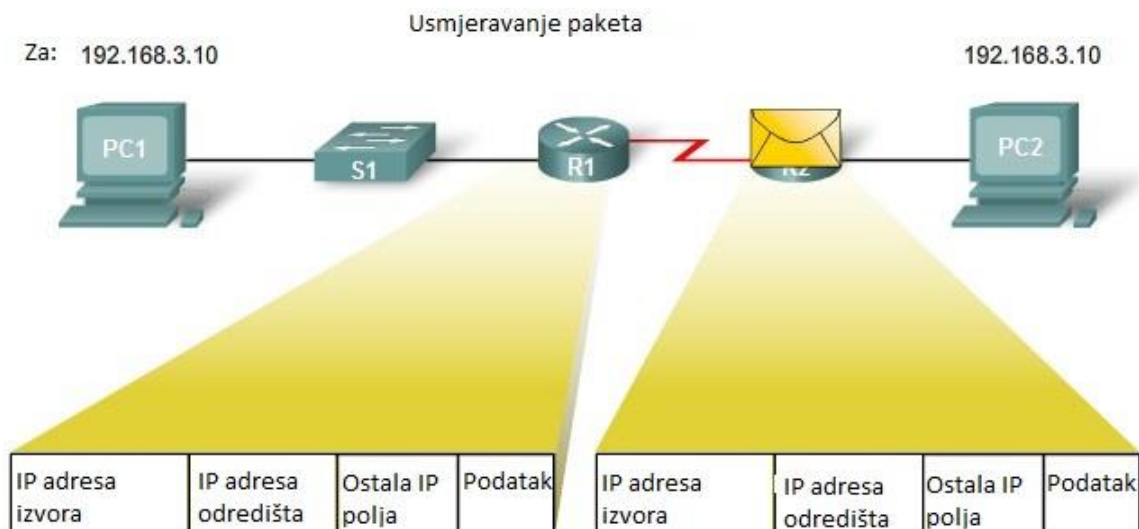 Usmjeravanje paketa
Za: 192.168.3.10
192.168.3.10
PC1
S1
R1
R2
PC2
IP adresa izvora
IP adresa odredišta
Ostala IP polja
Podatak
IP adresa izvora
IP adresa odredišta
Ostala IP polja
Podatak